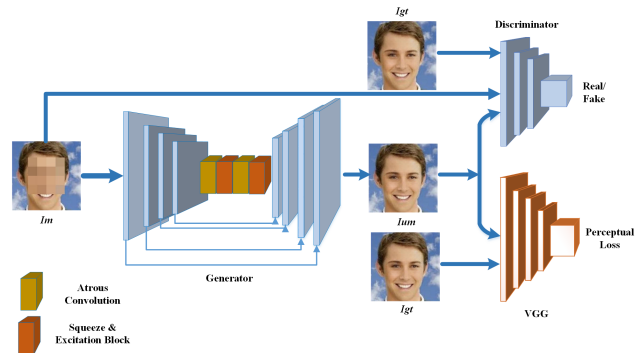 Igt
Discriminator
Real/
Fake
Im
Ium
Generator
Igt
Perceptual
Loss
VGG
Atrous
Convolution
Squeeze &
Excitation Block